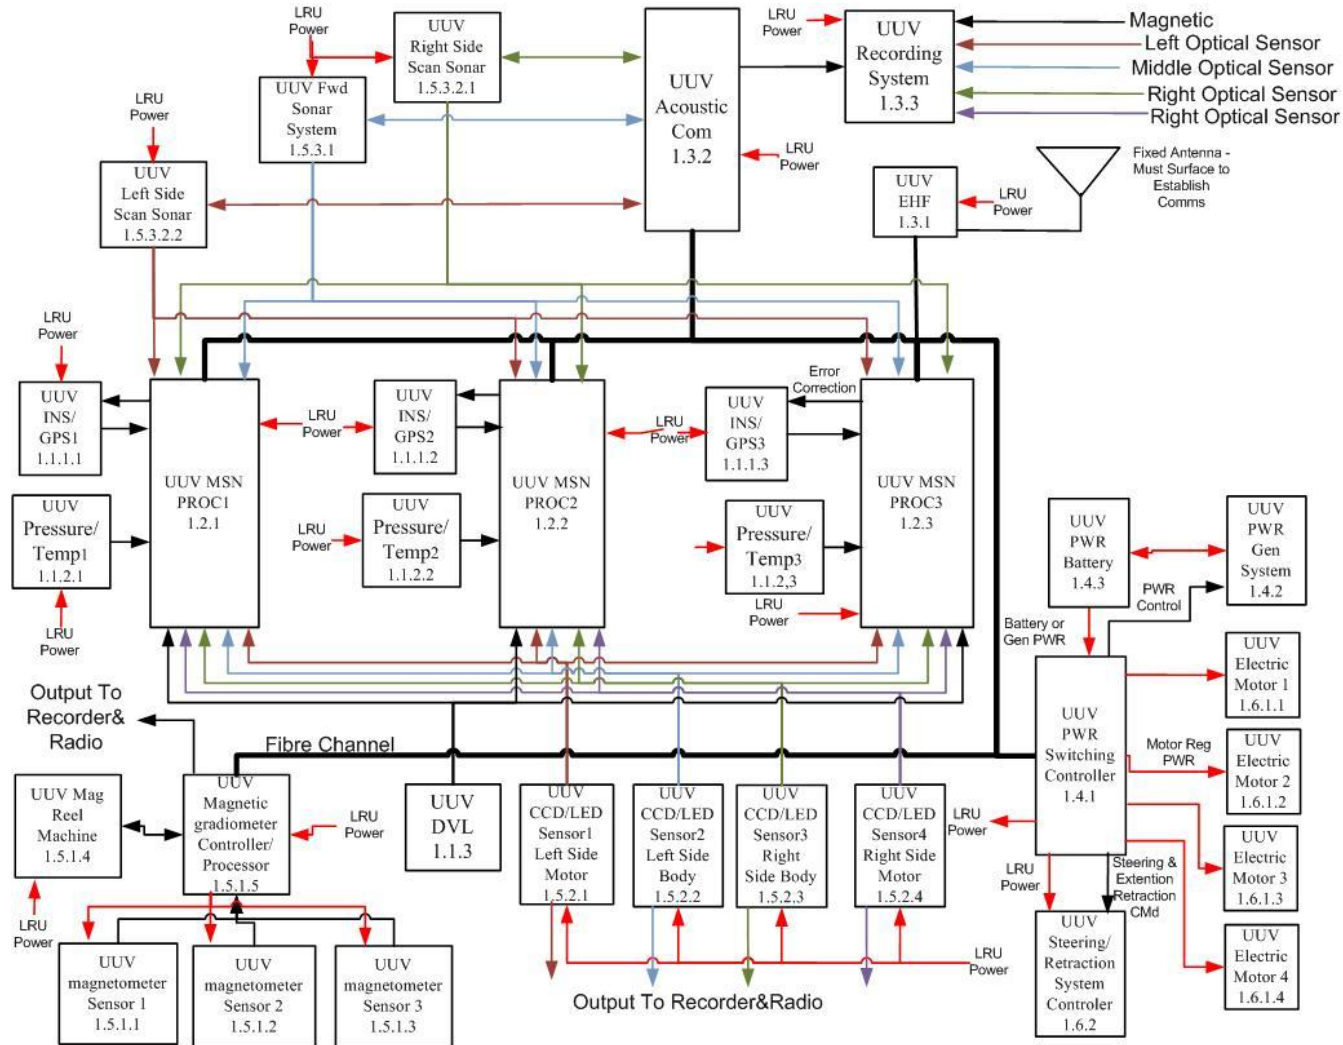 LRU
Power
UUV
Right Side
Scan Sonar
1.5.3.2.1
UUV
Acoustic
Com
1.3.2
LRU
Power
UUV
Recording
System
1.3.3
Magnetic
Left Optical Sensor
Middle Optical Sensor
Right Optical Sensor
Right Optical Sensor
UUV Fwd
Sonar
System
1.5.3.1
LRU
Power
LRU
Power
UUV
Left Side
Scan Sonar
1.5.3.2.2
UUV
EHF
1.3.1
LRU
Power
Fixed Antenna -
Must Surface to
Establish
Comms
LRU
Power
UUV
INS/
GPS1
1.1.1.1
UUV MSN
PROC1
1.2.1
LRU
Power
UUV
INS/
GPS2
1.1.1.2
UUV MSN
PROC2
1.2.2
LRU
Power
UUV
INS/
GPS3
1.1.1.3
Error
Correction
UUV MSN
PROC3
1.2.3
UUV
Pressure/
Temp1
1.1.2.1
LRU
Power
LRU
Power
UUV
Pressure/
Temp2
1.1.2.2
UUV
Pressure/
Temp3
1.1.2,3
LRU
Power
UUV
PWR
Battery
1.4.3
UUV
PWR
Gen
System
1.4.2
PWR
Control
Battery or
Gen PWR
UUV
PWR
Switching
Controller
1.4.1
UUV
Electric
Motor 1
1.6.1.1
Motor Reg
PWR
UUV
Electric
Motor 2
1.6.1.2
UUV
Electric
Motor 3
1.6.1.3
UUV
Electric
Motor 4
1.6.1.4
Output To
Recorder&
Radio
Fibre Channel
UUV Mag
Reel
Machine
1.5.1.4
UUV
Magnetic
gradiometer
Controller/
Processor
1.5.1.5
LRU
Power
UUV
DVL
1.1.3
UUV
CCD/LED
Sensor1
Left Side
Motor
1.5.2.1
UUV
CCD/LED
Sensor2
Left Side
Body
1.5.2.2
UUV
CCD/LED
Sensor3
Right
Side Body
1.5.2.3
UUV
CCD/LED
Sensor4
Right Side
Motor
1.5.2.4
LRU
Power
LRU
Power
Steering &
Extention
Retraction
CMd
UUV
Steering/
Retraction
System
Controler
1.6.2
LRU
Power
UUV
magnetometer
Sensor 1
1.5.1.1
UUV
magnetometer
Sensor 2
1.5.1.2
UUV
magnetometer
Sensor 3
1.5.1.3
LRU
Power
Output To Recorder&Radio